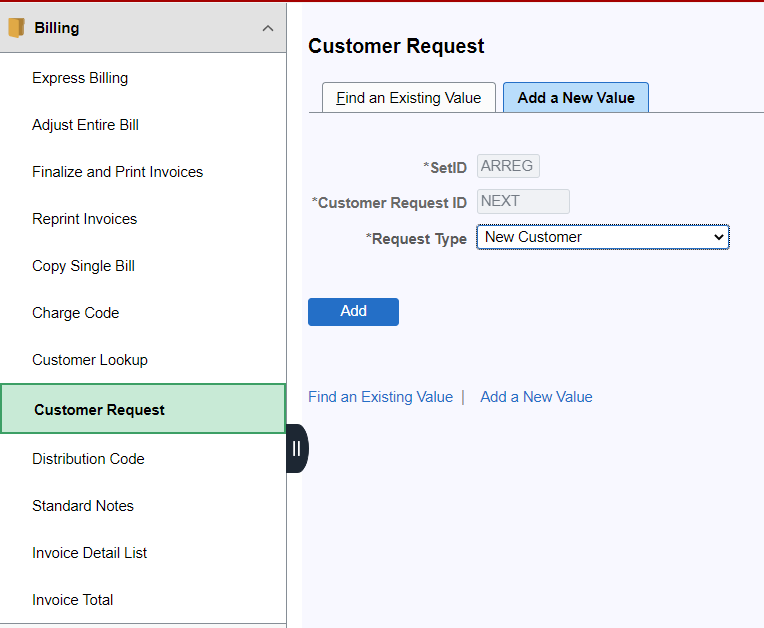 Billing
Express Billing
Adjust Entire Bill
Finalize and Print Invoices
Reprint Invoices
Copy Single Bill
Charge Code
Customer Lookup
Customer Request
Distribution Code
Standard Notes
Invoice Detail List
Invoice Total
Customer Request
Find an Existing Value
Add a New Value
*SetID ARREG
*Customer Request ID NEXT
*Request Type New Customer
Add
Find an Existing Value | Add a New Value